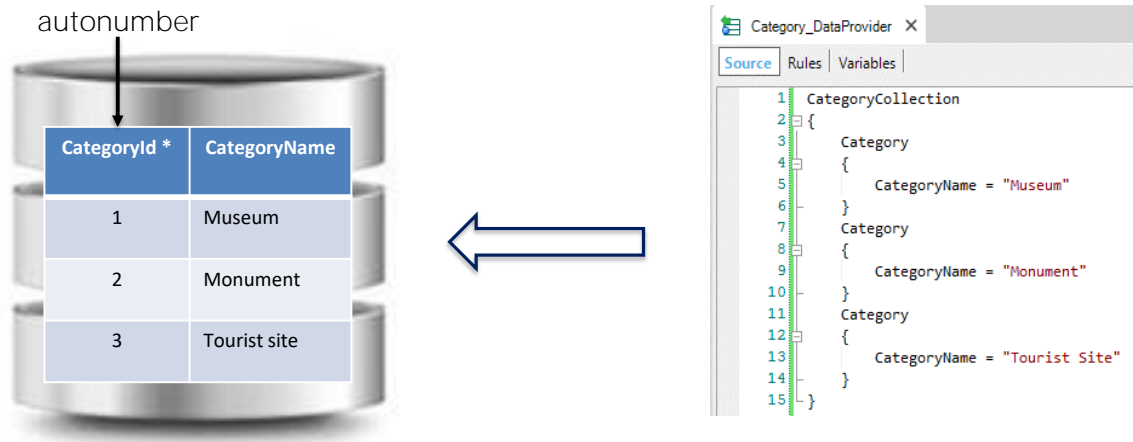 autonumber
CategoryId * CategoryName
1 Museum
2 Monument
3 Tourist site
Category_DataProvider X
Source Rules Variables
1 CategoryCollection
2 {
3 Category
4 {
5 CategoryName = "Museum"
6 }
7 Category
8 {
9 CategoryName = "Monument"
10 }
11 Category
12 {
13 CategoryName = "Tourist Site"
14 }
15 }